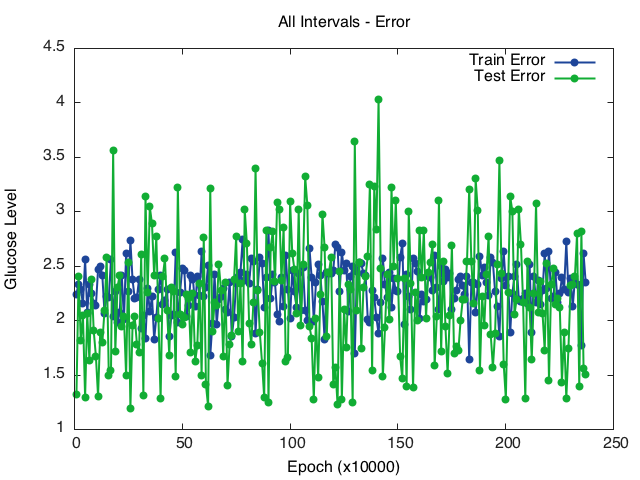 All Intervals - Error
Train Error
Test Error
4.5
4
3.5
3
2.5
2
1.5
1
0
50
100
150
200
250
Glucose Level
Epoch (x10000)